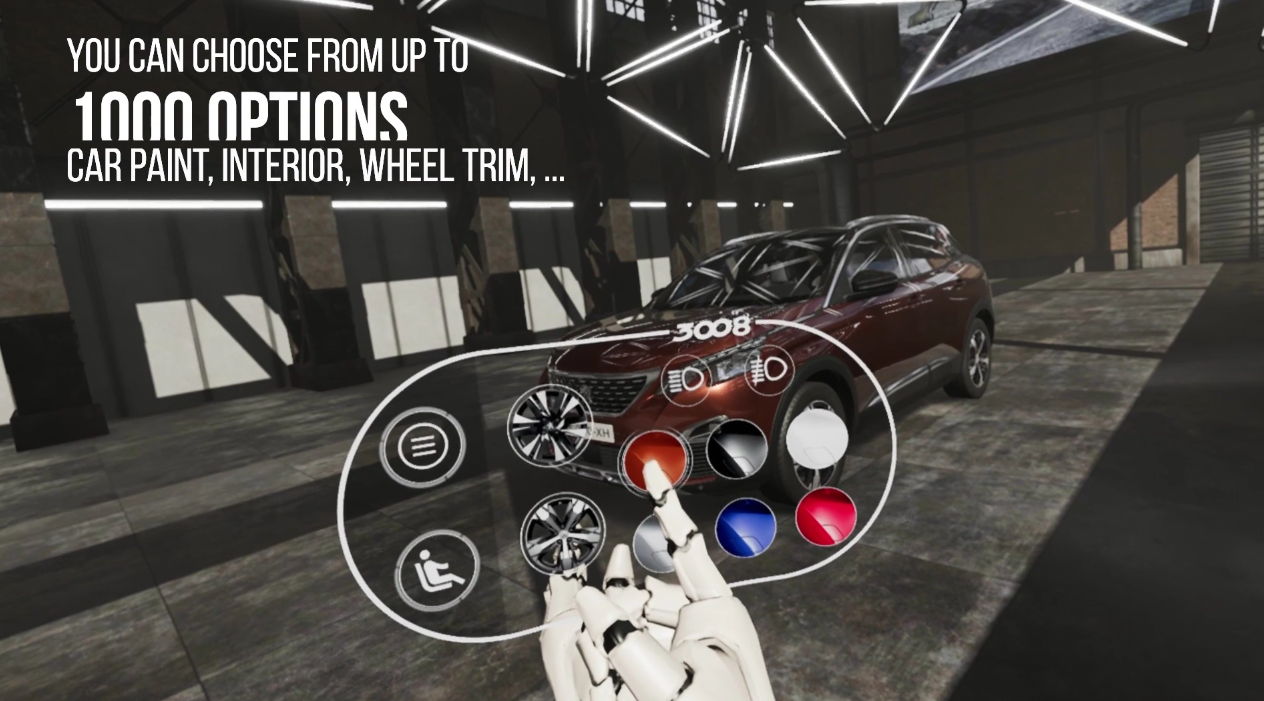 YOU CAN CHOOSE FROM UP TO
1000 OPTIONS
CAR PAINT, INTERIOR, WHEEL TRIM, ...
3008